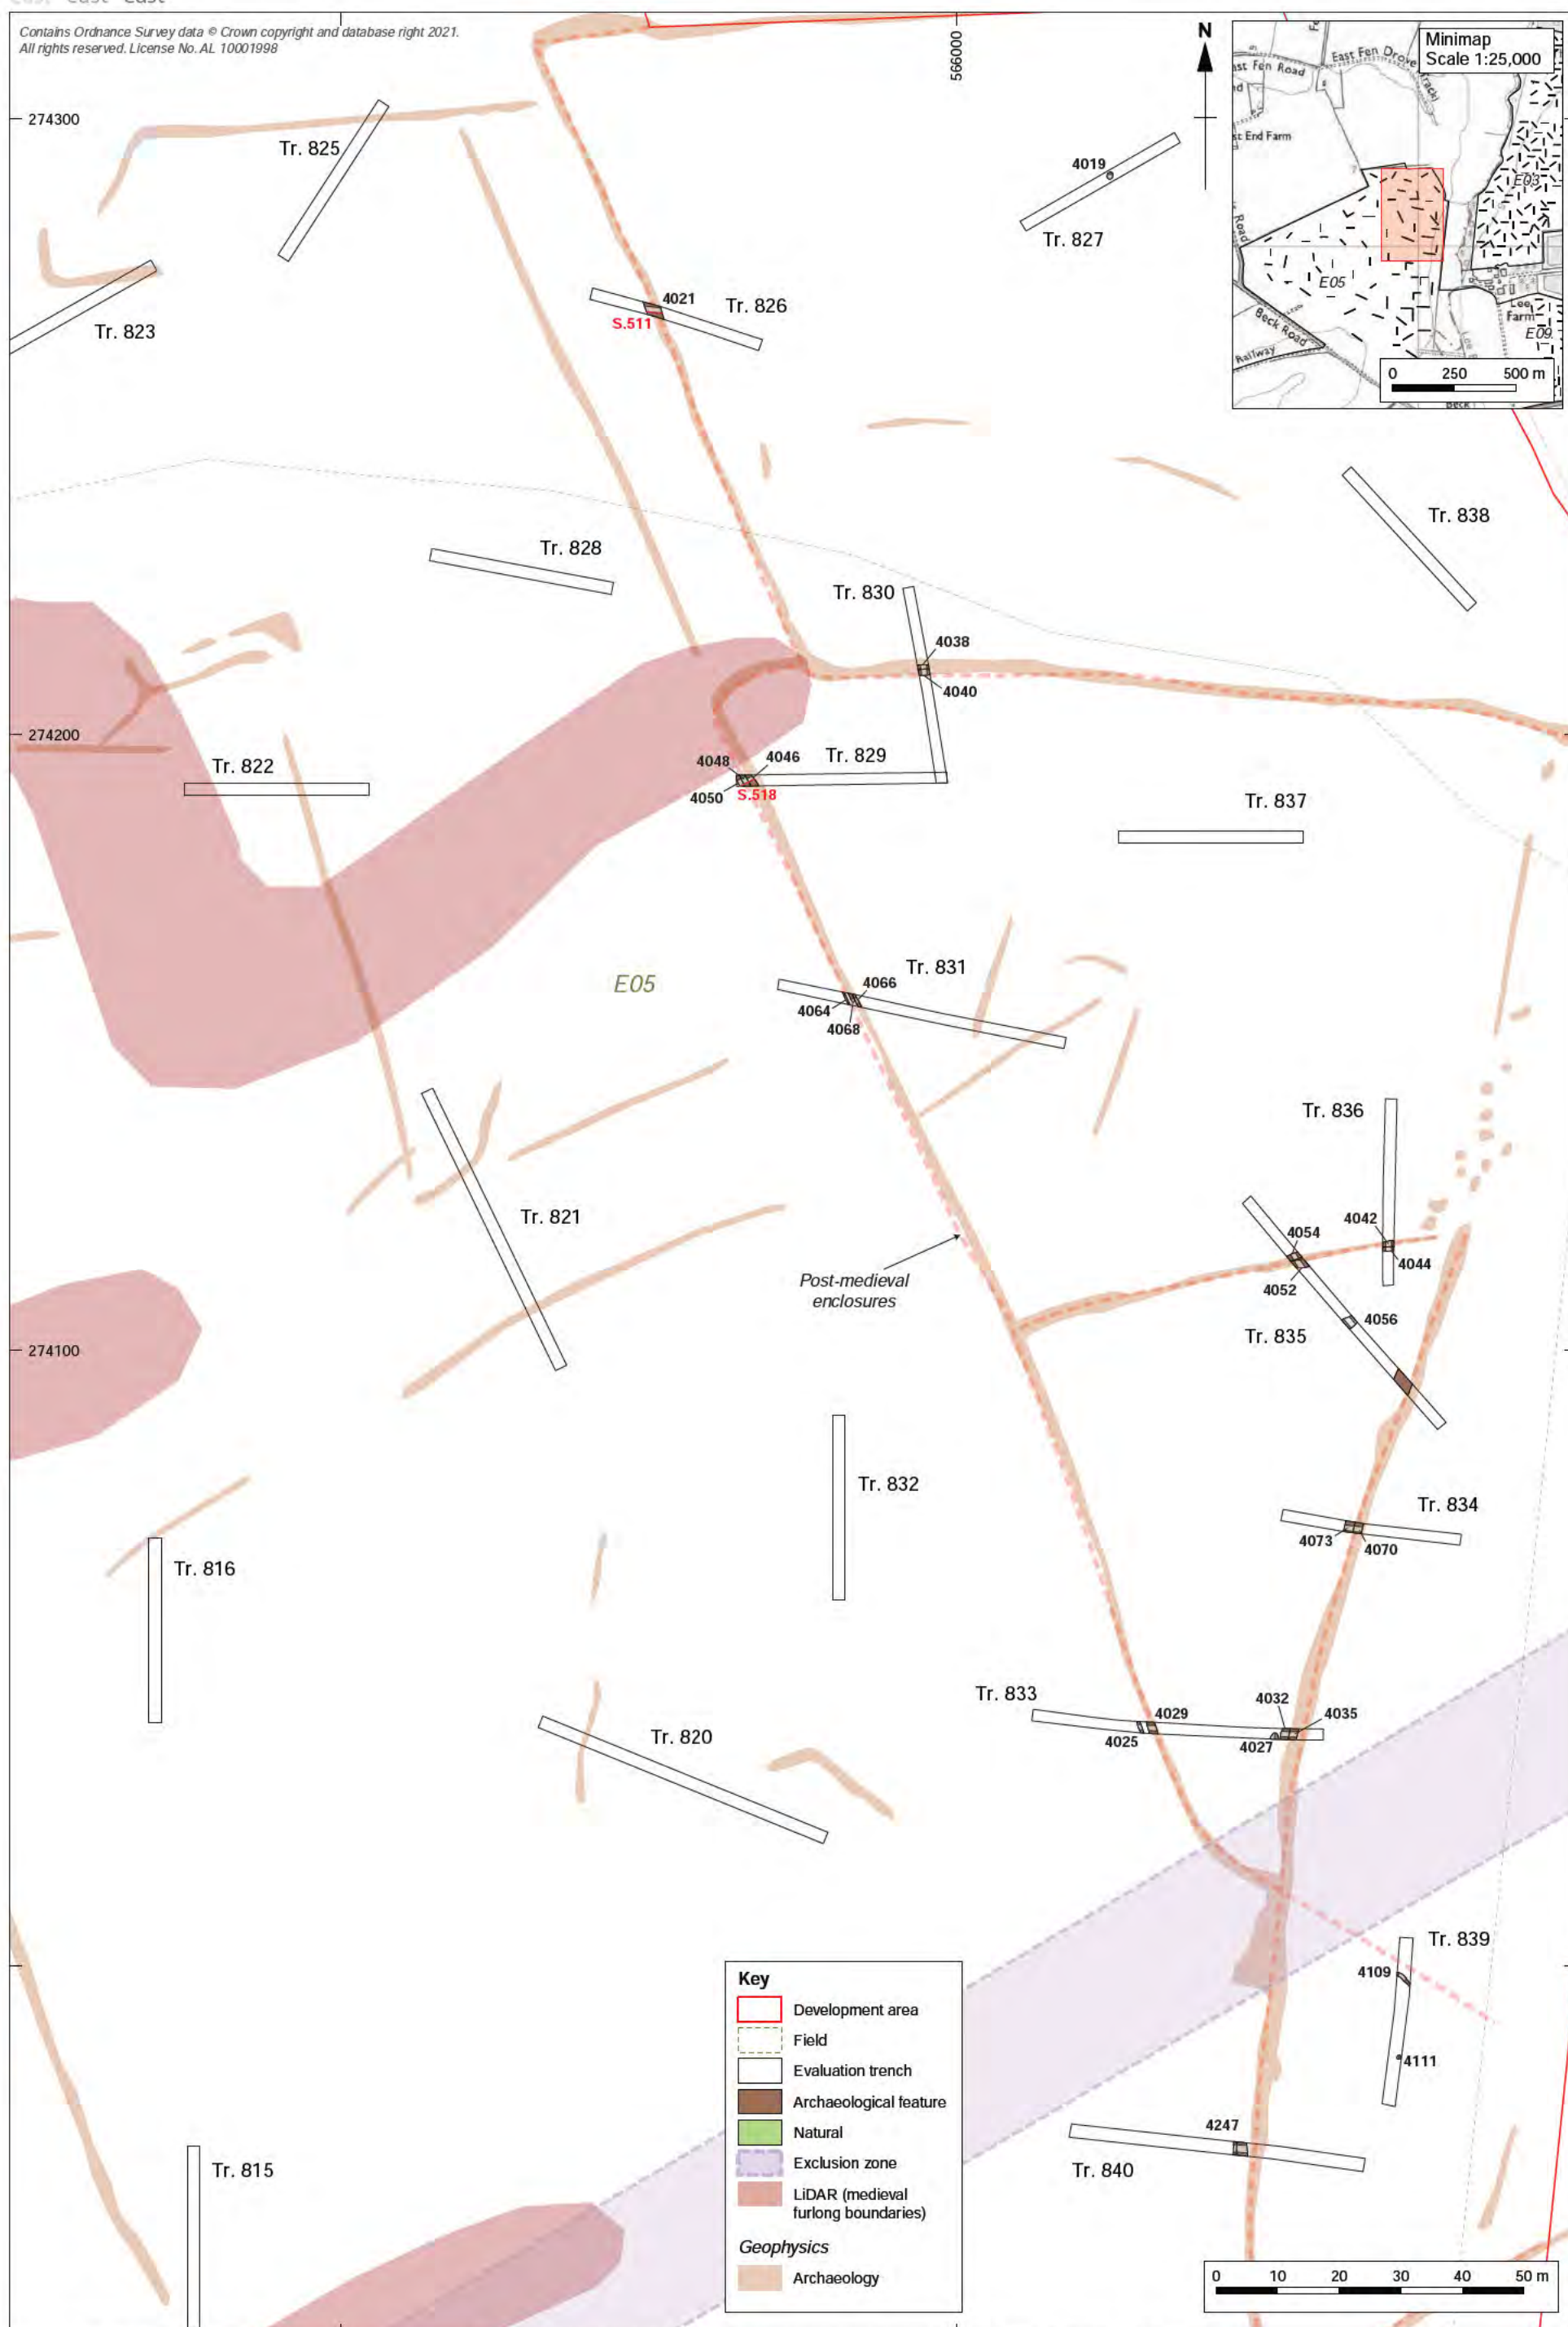 Contains Ordnance Survey data © Crown copyright and database right 2021.
All rights reserved. License No. AL 10001998
566000
N
Minimap
Scale 1:25,000
East Fen Drove
East Fen Road
st End Farm
E03
Road
E05
Beck Road
Railway
Lee
Farm
E09
0 250 500 m
274300
Tr. 825
4019
Tr. 827
Tr. 823
4021
Tr. 826
S.511
Tr. 838
Tr. 828
Tr. 830
4038
4040
274200
Tr. 822
4048
4046
Tr. 829
4050
S.518
Tr. 837
E05
Tr. 831
4066
4064
4068
Tr. 836
Tr. 821
4042
4054
4044
4052
Post-medieval
enclosures
4056
Tr. 835
274100
Tr. 832
Tr. 834
4073
4070
Tr. 816
Tr. 833
4032
4029
4035
4025
4027
Tr. 820
Tr. 839
4109
4111
4247
Tr. 840
Tr. 815
Key
Development area
Field
Evaluation trench
Archaeological feature
Natural
Exclusion zone
LiDAR (medieval
furlong boundaries)
Geophysics
Archaeology
0 10 20 30 40 50 m